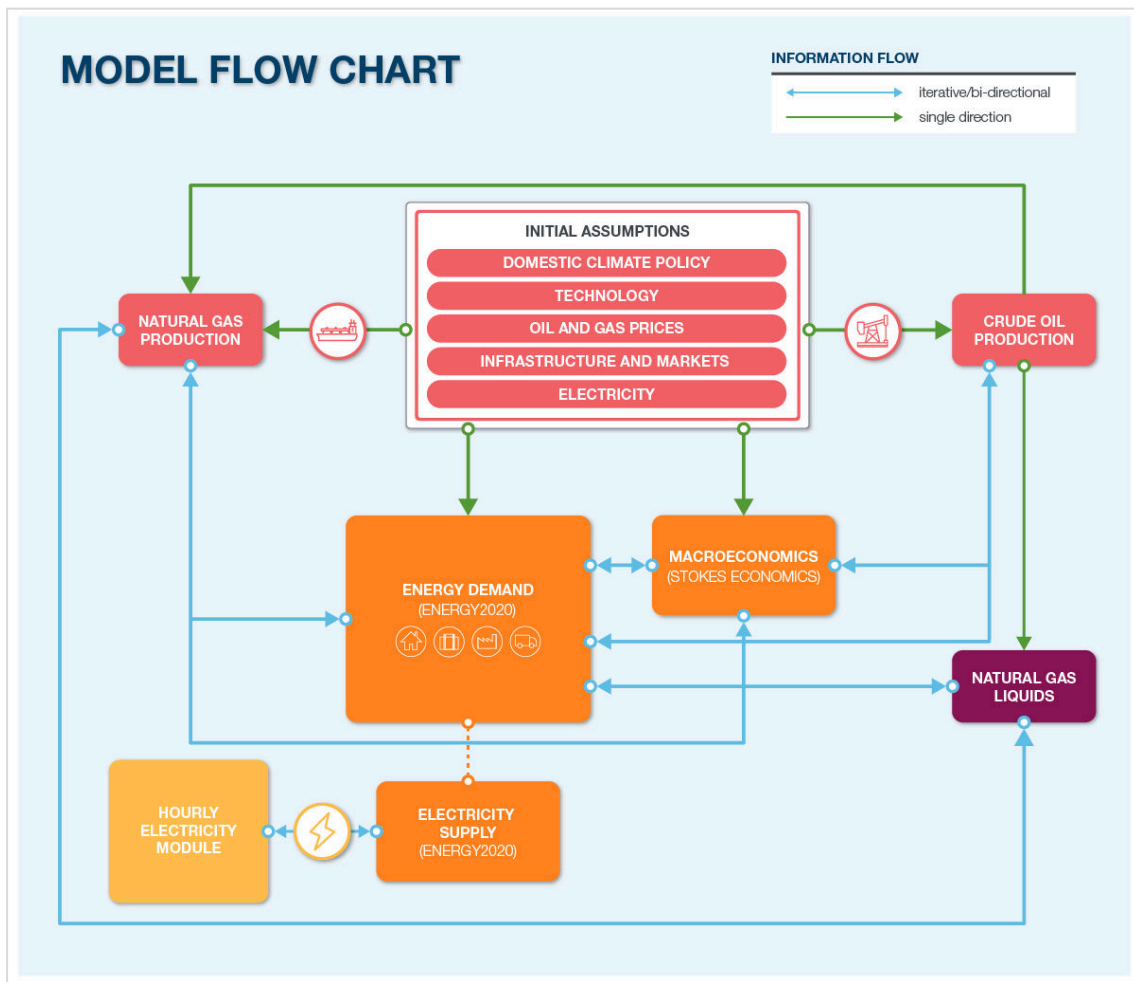 MODEL FLOW CHART
INFORMATION FLOW
iterative/bi-directional
single direction
INITIAL ASSUMPTIONS
DOMESTIC CLIMATE POLICY
TECHNOLOGY
OIL AND GAS PRICES
INFRASTRUCTURE AND MARKETS
ELECTRICITY
NATURAL GAS
PRODUCTION
CRUDE OIL
PRODUCTION
ENERGY DEMAND
(ENERGY2020)
MACROECONOMICS
(STOKES ECONOMICS)
NATURAL GAS
LIQUIDS
HOURLY
ELECTRICITY
MODULE
ELECTRICITY
SUPPLY
(ENERGY2020)